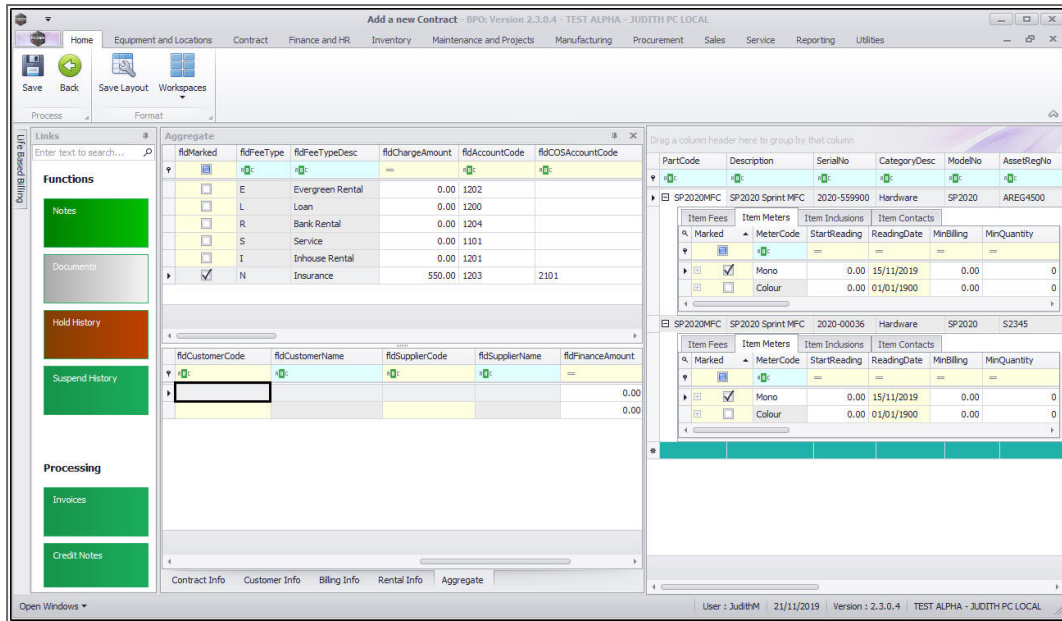 Add a new Contract - BPO: Version 2.3.0.4 - TEST ALPHA - JUDITH PC LOCAL
Home Equipment and Locations Contract Finance and HR Inventory Maintenance and Projects Manufacturing Procurement Sales Service Reporting Utilities
Save Back Save Layout Workspaces
Process Format
Life Based Billing
Links
Enter text to search...
Functions
Notes
Documents
Hold History
Suspend History
Processing
Invoices
Credit Notes
Aggregate
fldMarked fldFeeType fldFeeTypeDesc fldChargeAmount fldAccountCode fldCOSAccountCode
E Evergreen Rental 0.00 1202
L Loan 0.00 1200
R Bank Rental 0.00 1204
S Service 0.00 1101
I Inhouse Rental 0.00 1201
N Insurance 550.00 1203 2101
fldCustomerCode fldCustomerName fldSupplierCode fldSupplierName fldFinanceAmount
0.00
0.00
Contract Info Customer Info Billing Info Rental Info Aggregate
Drag a column header here to group by that column
PartCode Description SerialNo CategoryDesc ModelNo AssetRegNo
SP2020MFC SP2020 Sprint MFC 2020-559900 Hardware SP2020 AREG4500
Item Fees Item Meters Item Inclusions Item Contacts
Marked MeterCode StartReading ReadingDate MinBilling MinQuantity
Mono 0.00 15/11/2019 0.00 0
Colour 0.00 01/01/1900 0.00 0
SP2020MFC SP2020 Sprint MFC 2020-00036 Hardware SP2020 S2345
Item Fees Item Meters Item Inclusions Item Contacts
Marked MeterCode StartReading ReadingDate MinBilling MinQuantity
Mono 0.00 15/11/2019 0.00 0
Colour 0.00 01/01/1900 0.00 0
Open Windows User : JudithM 21/11/2019 Version : 2.3.0.4 TEST ALPHA - JUDITH PC LOCAL